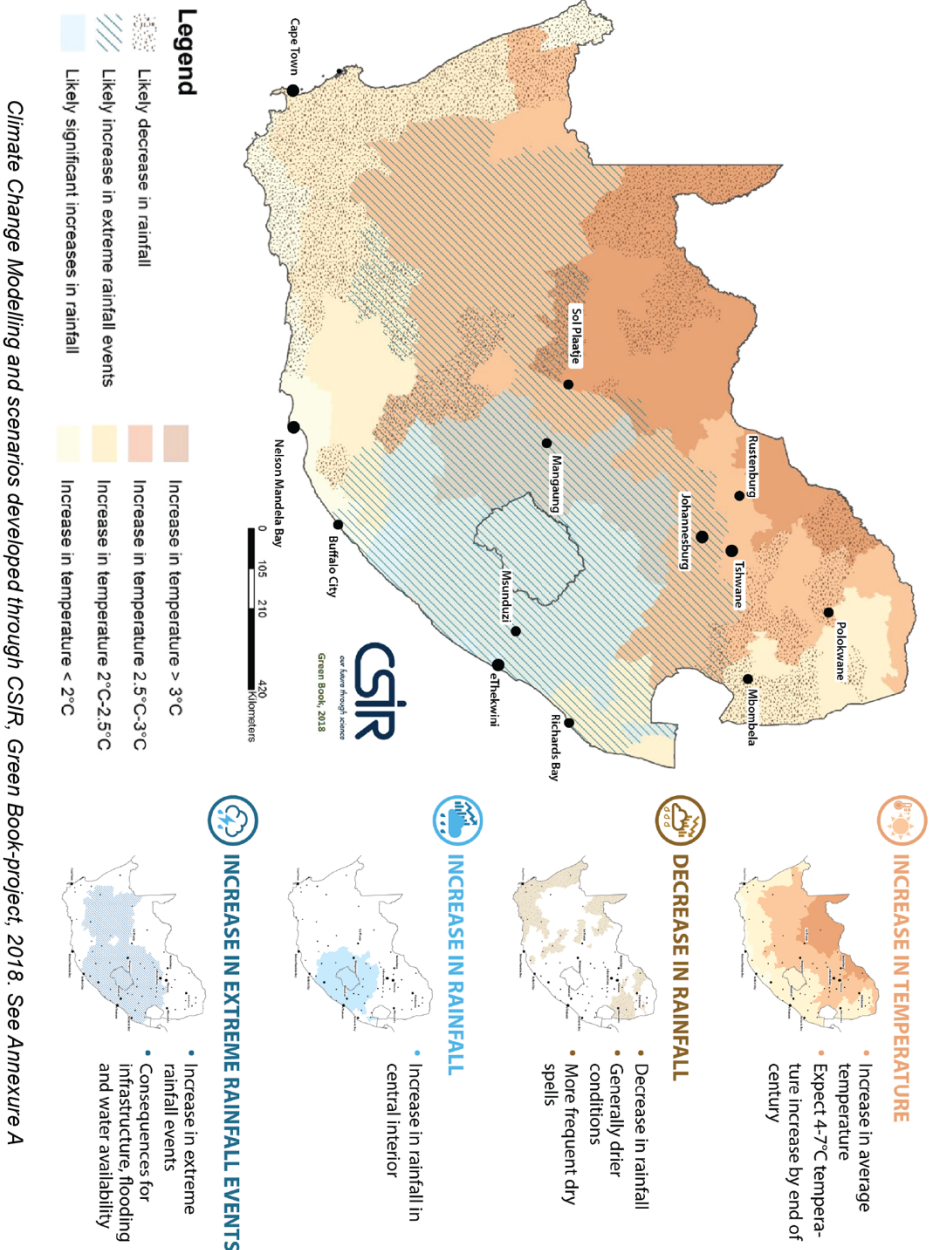 Cape Town
Nelson Mandela Bay
Buffalo City
Sol Plaatje
Mangaung
Rustenburg
Johannesburg
Tshwane
Polokwane
Mbombela
Msunduzi
eThekwini
Richards Bay
Legend
Likely decrease in rainfall
Likely increase in extreme rainfall events
Likely significant increases in rainfall
Increase in temperature > 3°C
Increase in temperature 2.5°C-3°C
Increase in temperature 2°C-2.5°C
Increase in temperature < 2°C
0 105 210 420
Kilometers
CSIR
our future through science
Green Book, 2018
INCREASE IN TEMPERATURE
• Increase in average
temperature
• Expect 4-7°C tempera-
ture increase by end of
century
DECREASE IN RAINFALL
• Decrease in rainfall
• Generally drier
conditions
• More frequent dry
spells
INCREASE IN RAINFALL
• Increase in rainfall in
central interior
INCREASE IN EXTREME RAINFALL EVENTS
• Increase in extreme
rainfall events
• Consequences for
infrastructure, flooding
and water availability
Climate Change Modelling and scenarios developed through CSIR, Green Book-project, 2018. See Annexure A